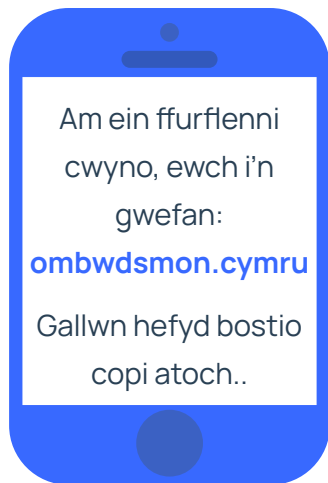 Am ein ffurflenni
cwyno, ewch i’n
gwefan:
ombwdsmon.cymru
Gallwn hefyd bostio
copi atoch..